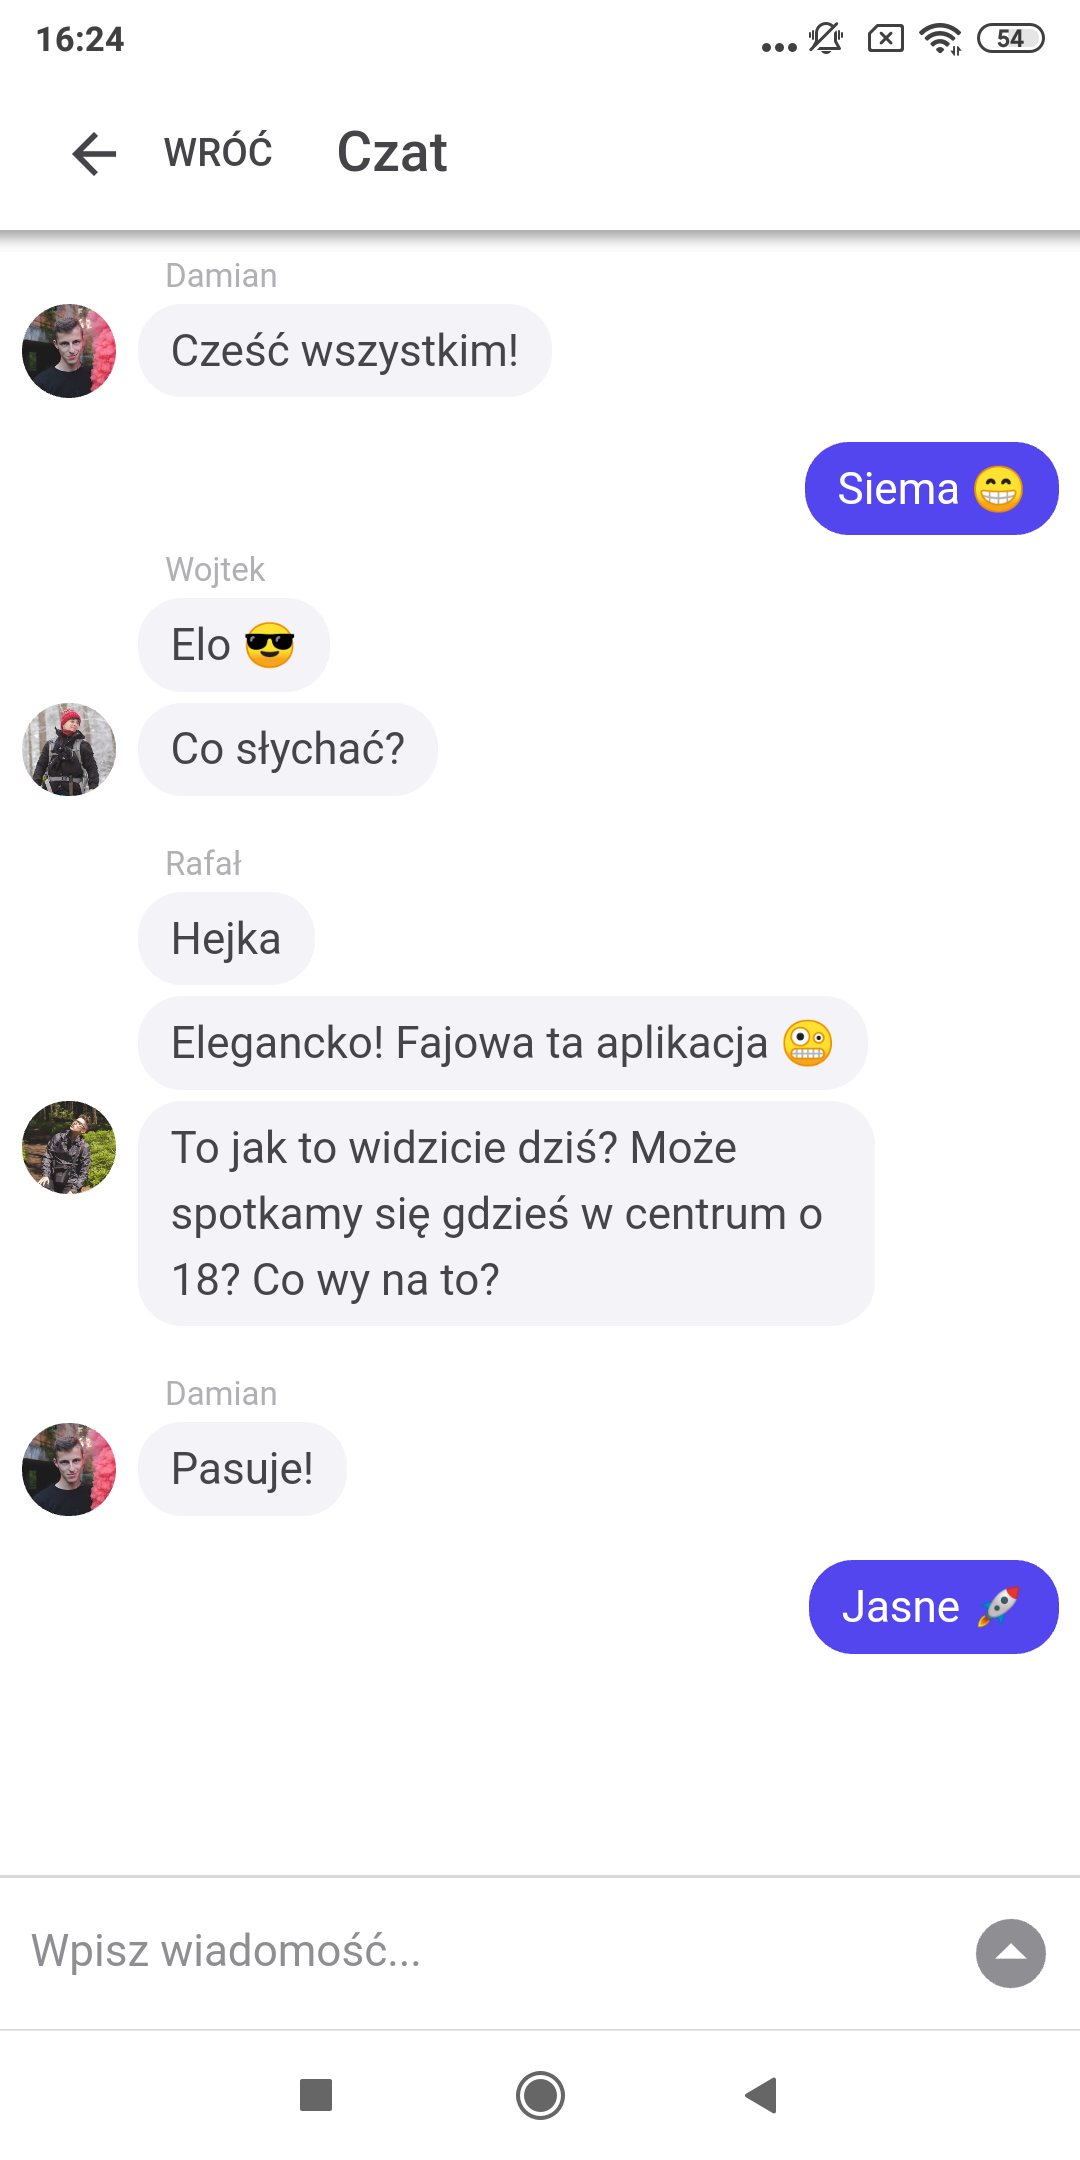 16:24
54
WRÓĆ Czat
Damian
Cześć wszystkim!
Siema 😁
Wojtek
Elo 😎
Co słychać?
Rafał
Hejka
Elegancko! Fajowa ta aplikacja 🤪
To jak to widzicie dziś? Może
spotkamy się gdzieś w centrum o
18? Co wy na to?
Damian
Pasuje!
Jasne 🚀
Wpisz wiadomość...